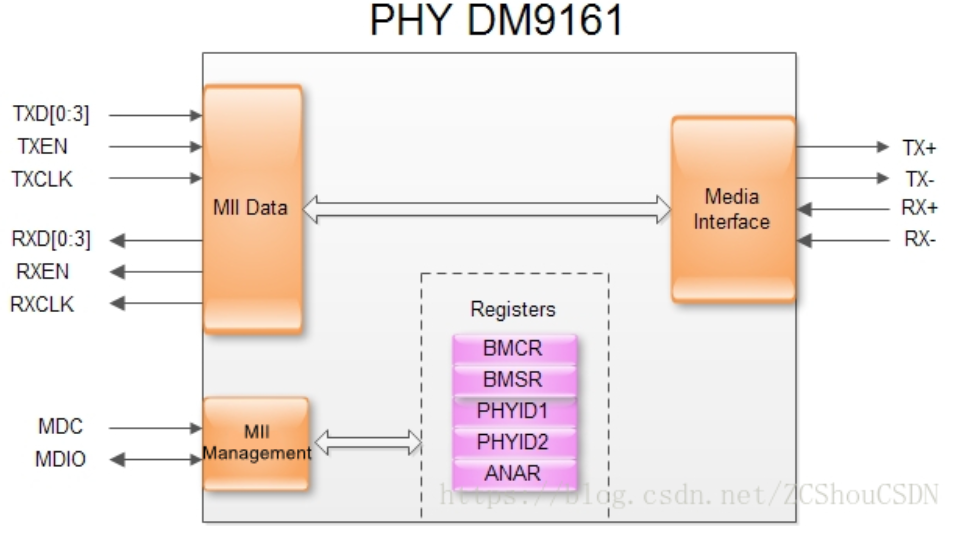 PHY DM9161
TXD[0:3]
TXEN
TXCLK
RXD[0:3]
RXEN
RXCLK
MII Data
Media
Interface
TX+
TX-
RX+
RX-
Registers
BMCR
BMSR
PHYID1
PHYID2
ANAR
MDC
MDIO
MII
Management
https://blog.csdn.net/ZCShouCSDN